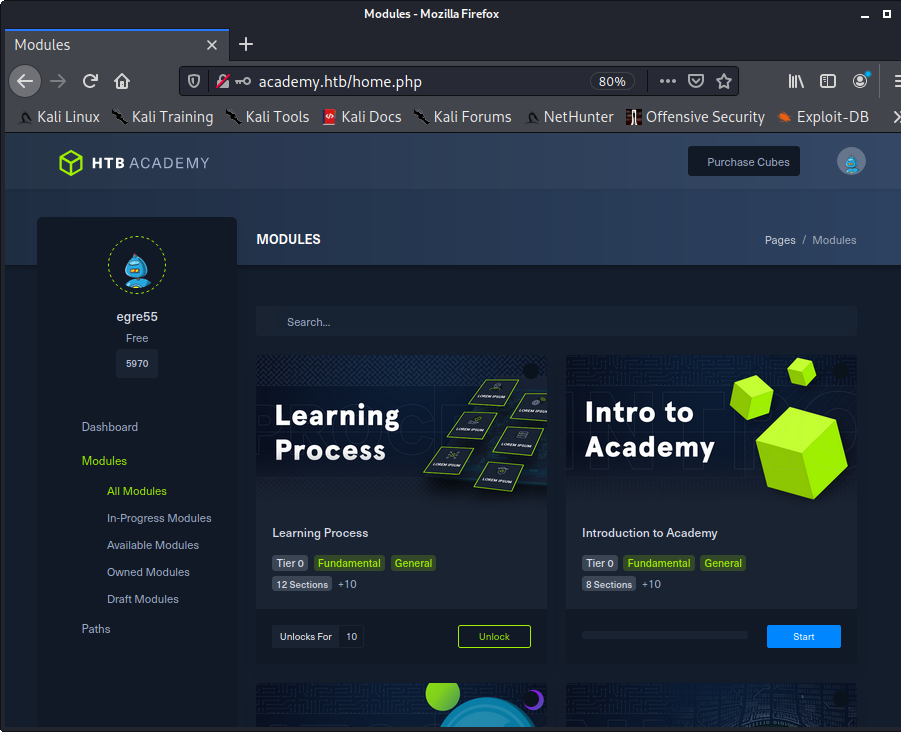 Modules - Mozilla Firefox
Modules
academy.htb/home.php 80%
Kali Linux Kali Training Kali Tools Kali Docs Kali Forums NetHunter Offensive Security Exploit-DB
HTB ACADEMY Purchase Cubes
MODULES Pages / Modules
egre55
Free
5970
Dashboard
Modules
All Modules
In-Progress Modules
Available Modules
Owned Modules
Draft Modules
Paths
Search...
Learning
Process
LOREM IPSUM
LOREM IPSUM
LOREM IPSUM
LOREM IPSUM
LOREM IPSUM
LOREM IPSUM
Learning Process
Tier 0 Fundamental General
12 Sections +10
Unlocks For 10 Unlock
Intro to
Academy
Introduction to Academy
Tier 0 Fundamental General
8 Sections +10
Start